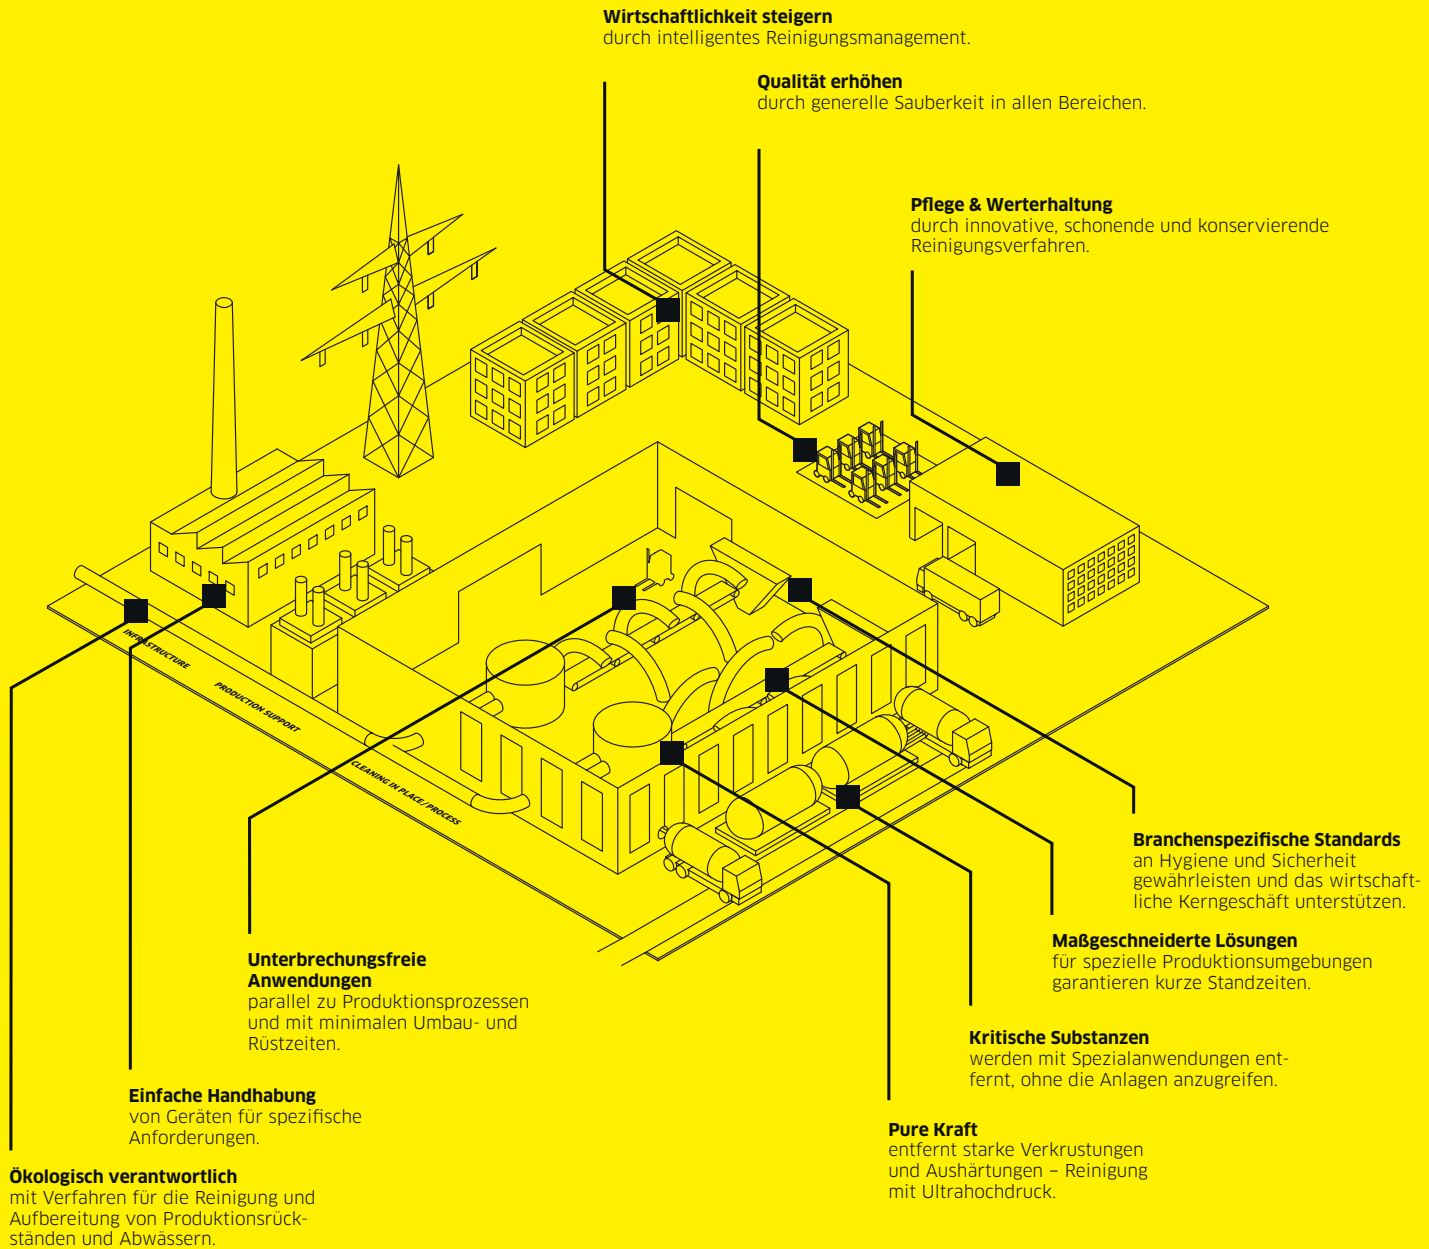 Wirtschaftlichkeit steigern
durch intelligentes Reinigungsmanagement.
Qualität erhöhen
durch generelle Sauberkeit in allen Bereichen.
Pflege & Werterhaltung
durch innovative, schonende und konservierende
Reinigungsverfahren.
INFRASTRUCTURE
PRODUCTION SUPPORT
CLEANING IN PLACE/PROCESS
Branchenspezifische Standards
an Hygiene und Sicherheit
gewährleisten und das wirtschaft-
liche Kerngeschäft unterstützen.
Maßgeschneiderte Lösungen
für spezielle Produktionsumgebungen
garantieren kurze Standzeiten.
Unterbrechungsfreie
Anwendungen
parallel zu Produktionsprozessen
und mit minimalen Umbau- und
Rüstzeiten.
Kritische Substanzen
werden mit Spezialanwendungen ent-
fernt, ohne die Anlagen anzugreifen.
Einfache Handhabung
von Geräten für spezifische
Anforderungen.
Pure Kraft
entfernt starke Verkrustungen
und Aushärtungen – Reinigung
mit Ultrahochdruck.
Ökologisch verantwortlich
mit Verfahren für die Reinigung und
Aufbereitung von Produktionsrück-
ständen und Abwässern.